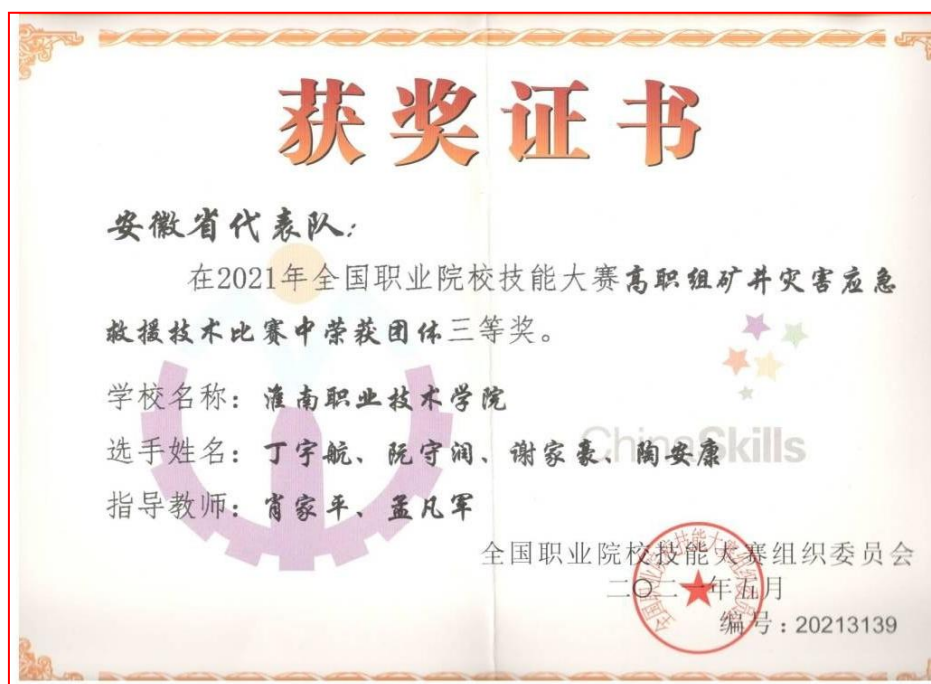 获奖证书
安徽省代表队:
在2021年全国职业院校技能大赛高职组矿井灾害应急
救援技术比赛中荣获团体三等奖。
学校名称: 淮南职业技术学院
ChinaSkills
选手姓名: 丁宇航、阮守润、谢家豪、陶安康
指导教师: 肖家平、孟凡军
全国职业院校技能大赛组织委员会
二〇二一年五月
编号: 20213139